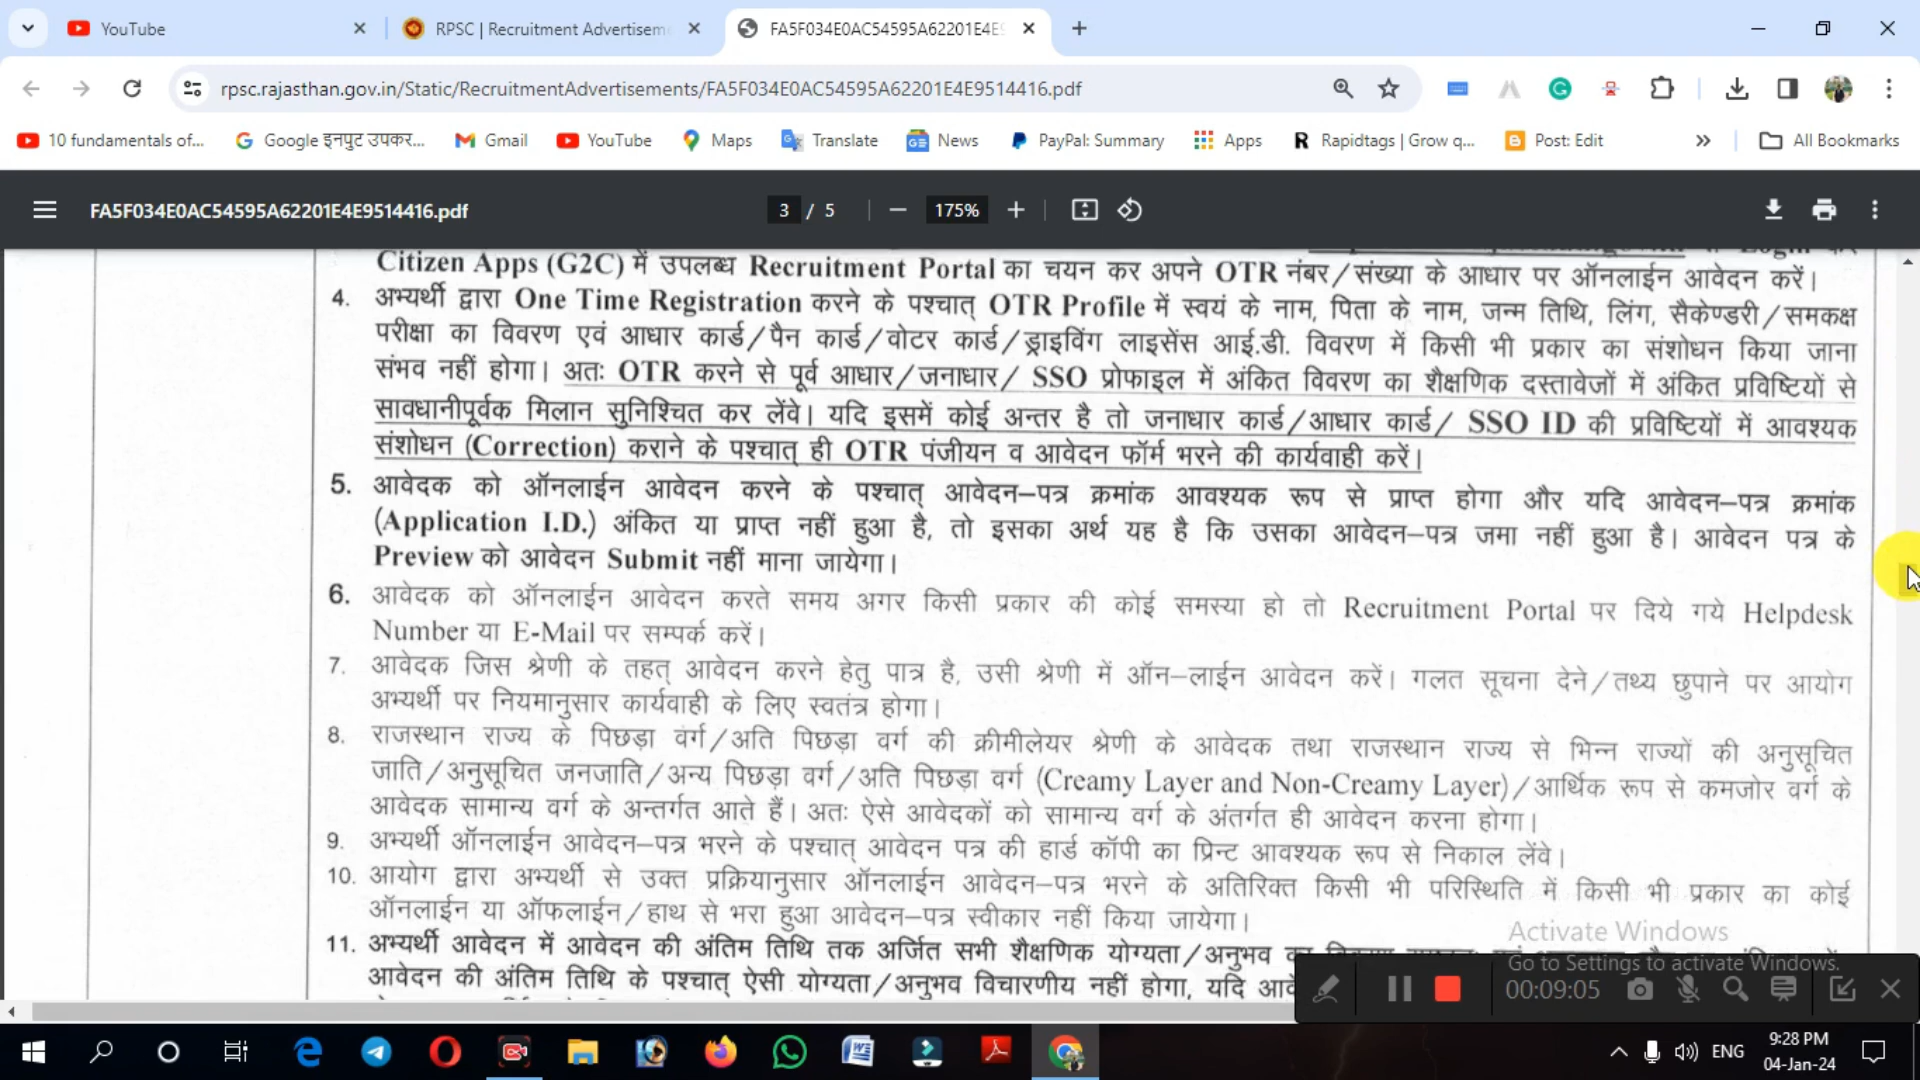 YouTube
RPSC | Recruitment Advertisem
FA5F034E0AC54595A62201E4E9
rpsc.rajasthan.gov.in/Static/RecruitmentAdvertisements/FA5F034E0AC54595A62201E4E9514416.pdf
10 fundamentals of... Google इनपुट उपकर... Gmail YouTube Maps Translate News PayPal: Summary Apps Rapidtags | Grow q... Post: Edit » All Bookmarks
FA5F034E0AC54595A62201E4E9514416.pdf 3 / 5 175%
Citizen Apps (G2C) में उपलब्ध Recruitment Portal का चयन कर अपने OTR नंबर/संख्या के आधार पर ऑनलाईन आवेदन करें।
4. अभ्यर्थी द्वारा One Time Registration करने के पश्चात् OTR Profile में स्वयं के नाम, पिता के नाम, जन्म तिथि, लिंग, सैकेण्डरी/समकक्ष
परीक्षा का विवरण एवं आधार कार्ड/पैन कार्ड/वोटर कार्ड/ड्राइविंग लाइसेंस आई.डी. विवरण में किसी भी प्रकार का संशोधन किया जाना
संभव नहीं होगा। अतः OTR करने से पूर्व आधार/जनाधार/ SSO प्रोफाइल में अंकित विवरण का शैक्षणिक दस्तावेजों में अंकित प्रविष्टियों से
सावधानीपूर्वक मिलान सुनिश्चित कर लेंवे। यदि इसमें कोई अन्तर है तो जनाधार कार्ड/आधार कार्ड/ SSO ID की प्रविष्टियों में आवश्यक
संशोधन (Correction) कराने के पश्चात् ही OTR पंजीयन व आवेदन फॉर्म भरने की कार्यवाही करें।
5. आवेदक को ऑनलाईन आवेदन करने के पश्चात् आवेदन–पत्र क्रमांक आवश्यक रूप से प्राप्त होगा और यदि आवेदन–पत्र क्रमांक
(Application I.D.) अंकित या प्राप्त नहीं हुआ है, तो इसका अर्थ यह है कि उसका आवेदन–पत्र जमा नहीं हुआ है। आवेदन पत्र के
Preview को आवेदन Submit नहीं माना जायेगा।
6. आवेदक को ऑनलाईन आवेदन करते समय अगर किसी प्रकार की कोई समस्या हो तो Recruitment Portal पर दिये गये Helpdesk
Number या E-Mail पर सम्पर्क करें।
7. आवेदक जिस श्रेणी के तहत् आवेदन करने हेतु पात्र है, उसी श्रेणी में ऑन–लाईन आवेदन करें। गलत सूचना देने/तथ्य छुपाने पर आयोग
अभ्यर्थी पर नियमानुसार कार्यवाही के लिए स्वतंत्र होगा।
8. राजस्थान राज्य के पिछड़ा वर्ग/अति पिछड़ा वर्ग की क्रीमीलेयर श्रेणी के आवेदक तथा राजस्थान राज्य से भिन्न राज्यों की अनुसूचित
जाति/अनुसूचित जनजाति/अन्य पिछड़ा वर्ग/अति पिछड़ा वर्ग (Creamy Layer and Non-Creamy Layer)/आर्थिक रूप से कमजोर वर्ग के
आवेदक सामान्य वर्ग के अन्तर्गत आते हैं। अतः ऐसे आवेदकों को सामान्य वर्ग के अंतर्गत ही आवेदन करना होगा।
9. अभ्यर्थी ऑनलाईन आवेदन–पत्र भरने के पश्चात् आवेदन पत्र की हार्ड कॉपी का प्रिन्ट आवश्यक रूप से निकाल लेंवे।
10. आयोग द्वारा अभ्यर्थी से उक्त प्रक्रियानुसार ऑनलाईन आवेदन–पत्र भरने के अतिरिक्त किसी भी परिस्थिति में किसी भी प्रकार का कोई
ऑनलाईन या ऑफलाईन/हाथ से भरा हुआ आवेदन–पत्र स्वीकार नहीं किया जायेगा।
11. अभ्यर्थी आवेदन में आवेदन की अंतिम तिथि तक अर्जित सभी शैक्षणिक योग्यता/अनुभव
आवेदन की अंतिम तिथि के पश्चात् ऐसी योग्यता/अनुभव विचारणीय नहीं होगा, यदि
Activate Windows
Go to Settings to activate Windows.
00:09:05
ENG
9:28 PM
04-Jan-24